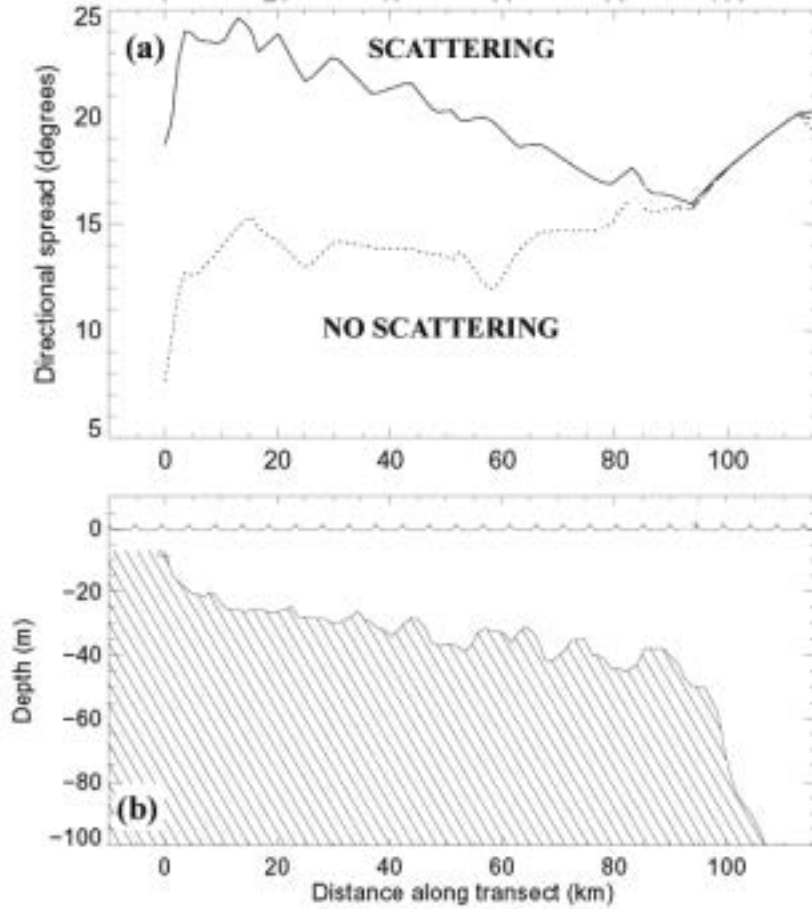 25
(a)
SCATTERING
20
15
10
5
NO SCATTERING
Directional spread (degrees)
0 20 40 60 80 100
0
−20
−40
−60
−80
−100
Depth (m)
(b)
0 20 40 60 80 100
Distance along transect (km)